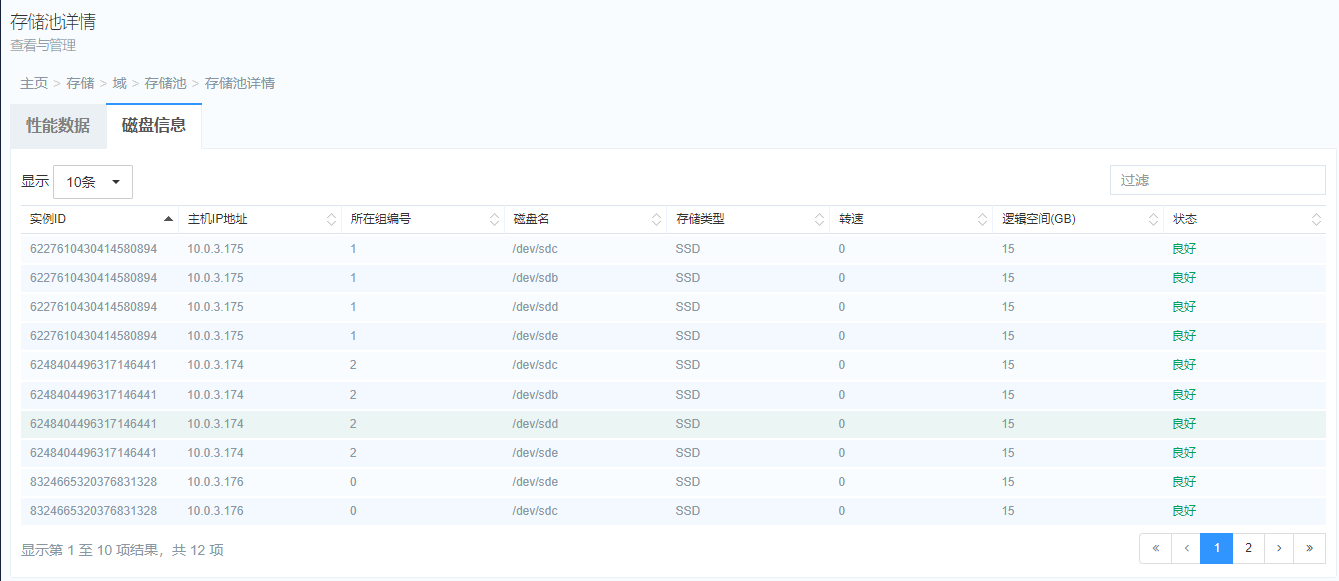 存储池详情
查看与管理
主页 > 存储 > 域 > 存储池 > 存储池详情
性能数据 磁盘信息
显示 10条 过滤
实例ID 主机IP地址 所在组编号 磁盘名 存储类型 转速 逻辑空间(GB) 状态
6227610430414580894 10.0.3.175 1 /dev/sdc SSD 0 15 良好
6227610430414580894 10.0.3.175 1 /dev/sdb SSD 0 15 良好
6227610430414580894 10.0.3.175 1 /dev/sdd SSD 0 15 良好
6227610430414580894 10.0.3.175 1 /dev/sde SSD 0 15 良好
6248404496317146441 10.0.3.174 2 /dev/sdc SSD 0 15 良好
6248404496317146441 10.0.3.174 2 /dev/sdb SSD 0 15 良好
6248404496317146441 10.0.3.174 2 /dev/sdd SSD 0 15 良好
6248404496317146441 10.0.3.174 2 /dev/sde SSD 0 15 良好
8324665320376831328 10.0.3.176 0 /dev/sde SSD 0 15 良好
8324665320376831328 10.0.3.176 0 /dev/sdc SSD 0 15 良好
显示第 1 至 10 项结果，共 12 项 « ‹ 1 2 › »